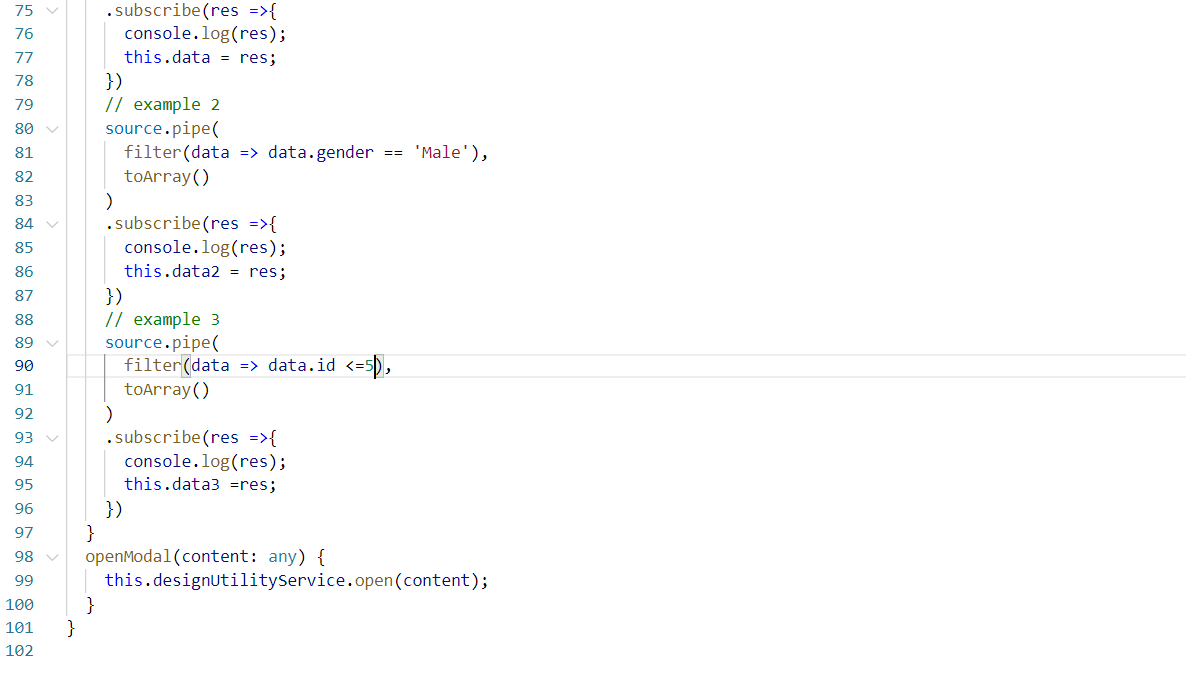 75 .subscribe(res =>{
76 console.log(res);
77 this.data = res;
78 })
79 // example 2
80 source.pipe(
81 filter(data => data.gender == 'Male'),
82 toArray()
83 )
84 .subscribe(res =>{
85 console.log(res);
86 this.data2 = res;
87 })
88 // example 3
89 source.pipe(
90 filter(data => data.id <=5),
91 toArray()
92 )
93 .subscribe(res =>{
94 console.log(res);
95 this.data3 =res;
96 })
97 }
98 openModal(content: any) {
99 this.designUtilityService.open(content);
100 }
101 }
102